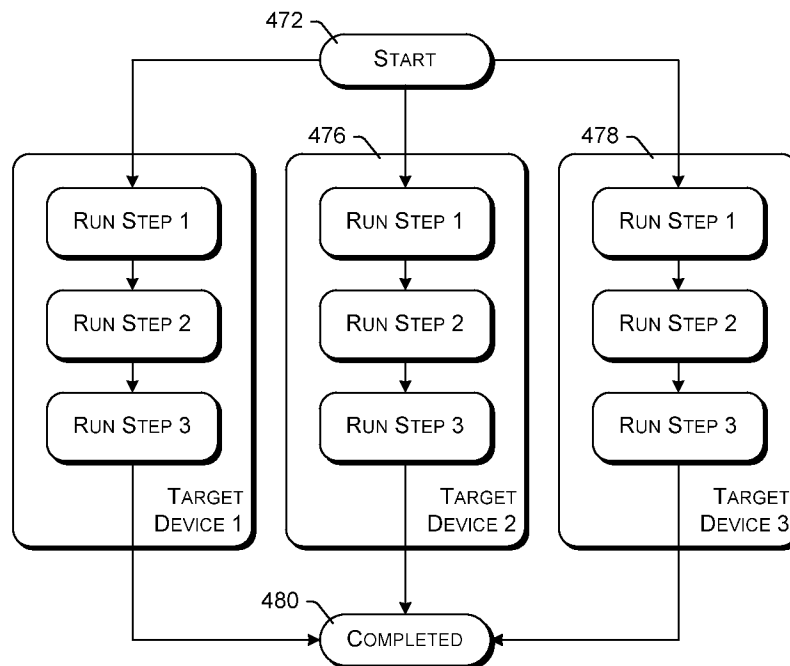 472
START
476
478
RUN STEP 1
RUN STEP 2
RUN STEP 3
TARGET
DEVICE 1
RUN STEP 1
RUN STEP 2
RUN STEP 3
TARGET
DEVICE 2
RUN STEP 1
RUN STEP 2
RUN STEP 3
TARGET
DEVICE 3
480
COMPLETED